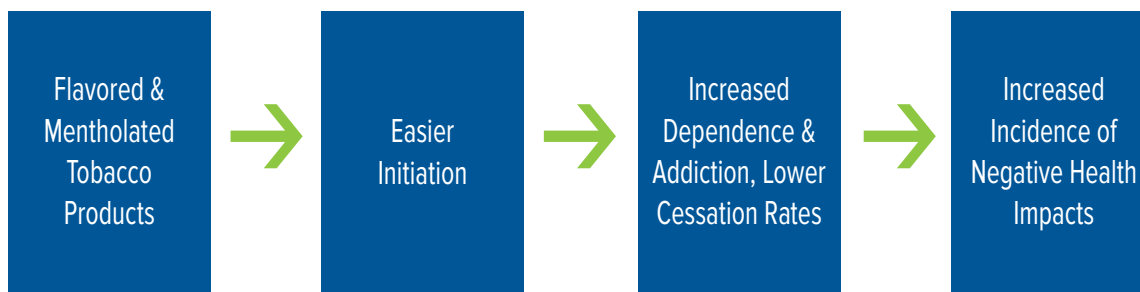 Flavored &
Mentholated
Tobacco
Products
Easier
Initiation
Increased
Dependence &
Addiction, Lower
Cessation Rates
Increased
Incidence of
Negative Health
Impacts